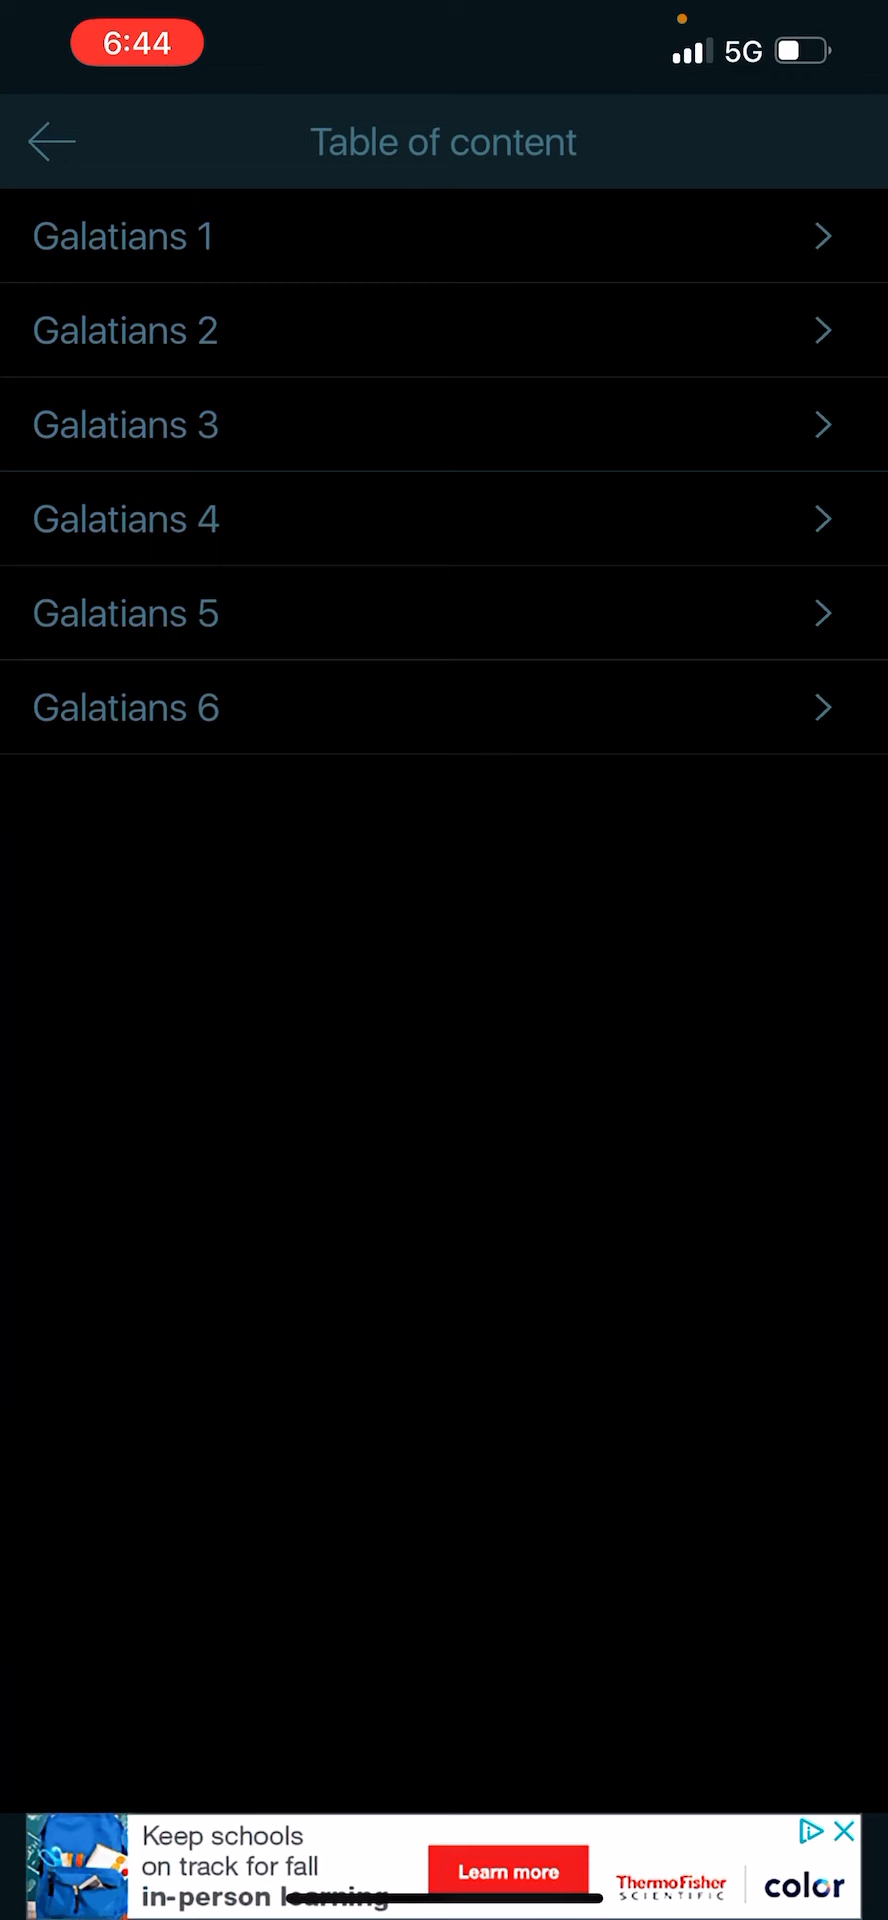 6:44
5G
Table of content
Galatians 1
Galatians 2
Galatians 3
Galatians 4
Galatians 5
Galatians 6
Keep schools
on track for fall
in-person learning
Learn more
ThermoFisher
SCIENTIFIC
color